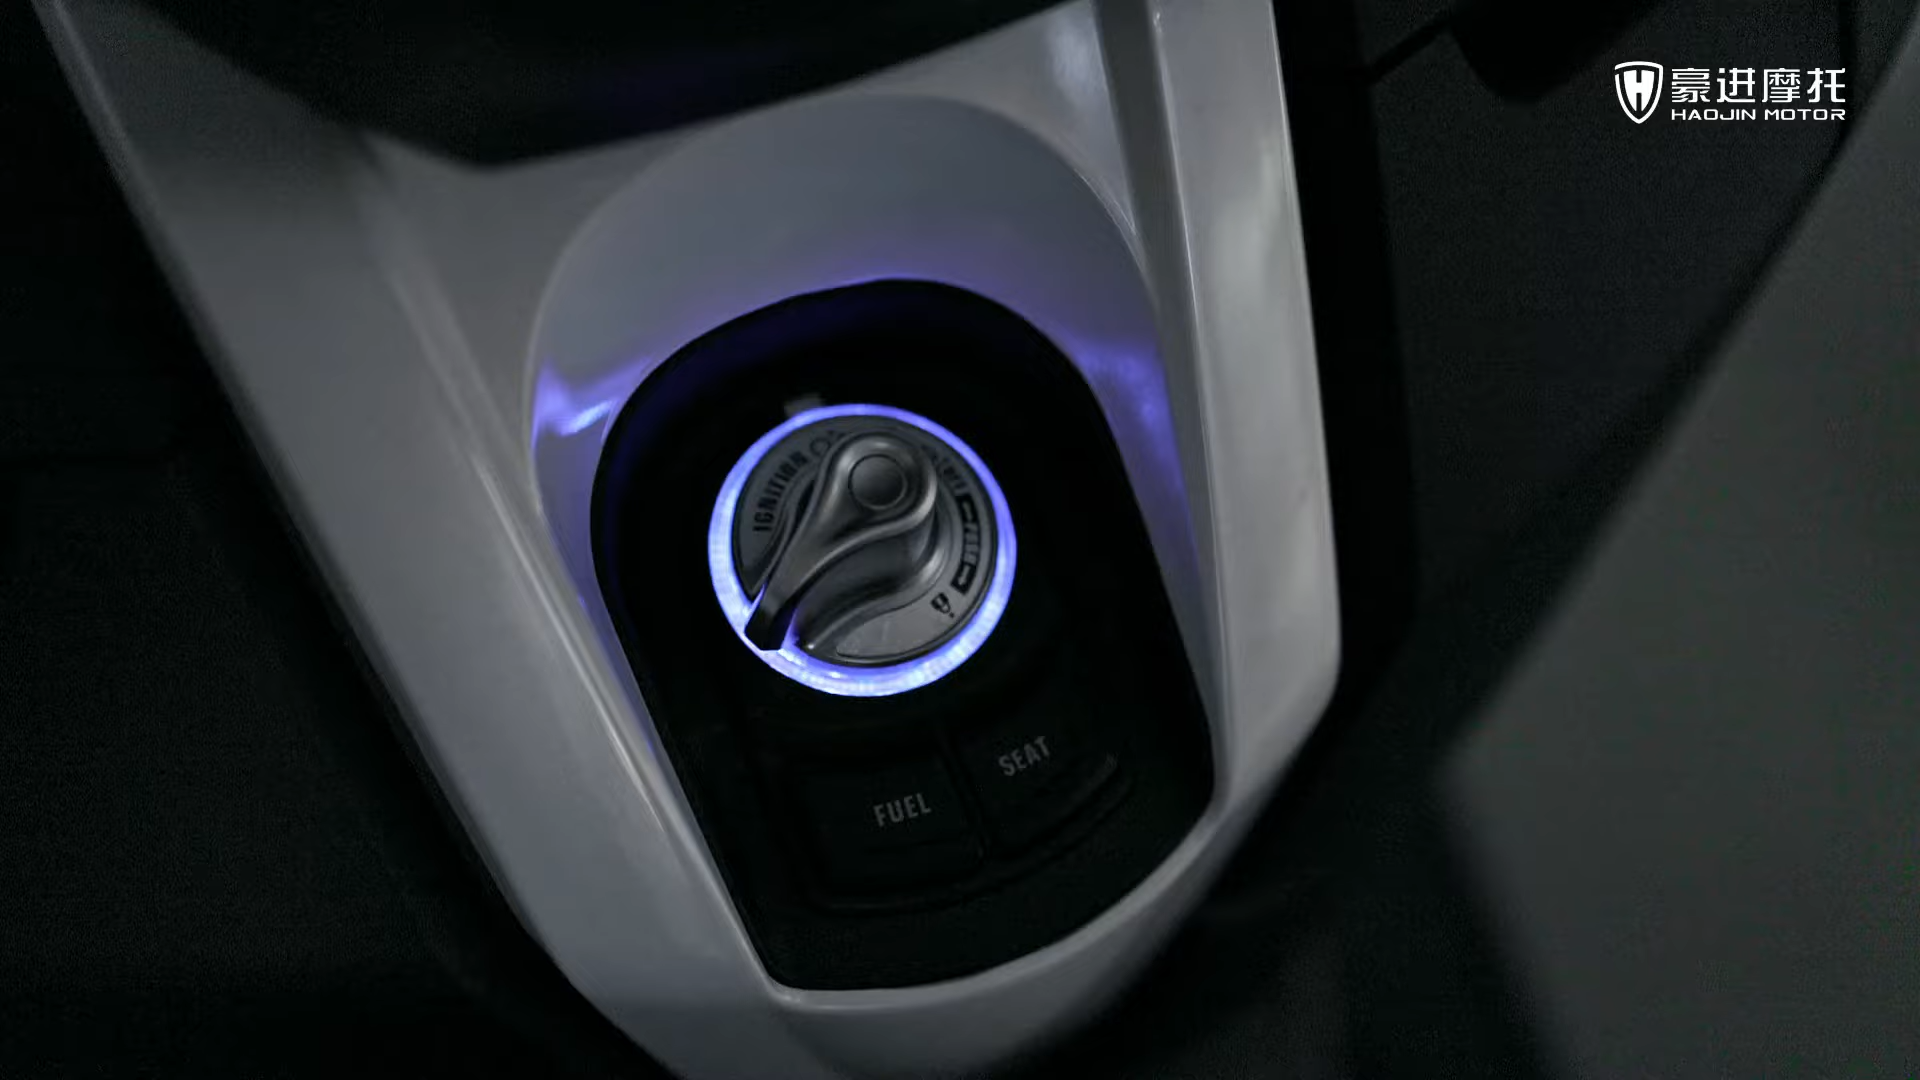 豪进摩托
HAOJIN MOTOR
IGNITION
SEAT
FUEL